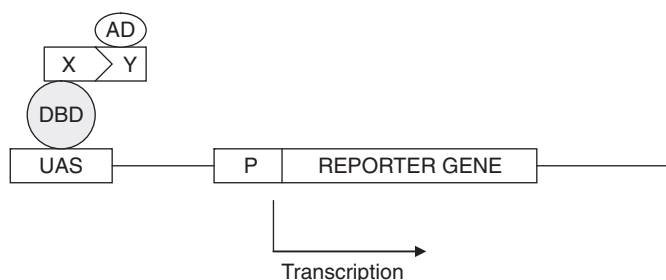 AD
X Y
DBD
UAS P REPORTER GENE
Transcription